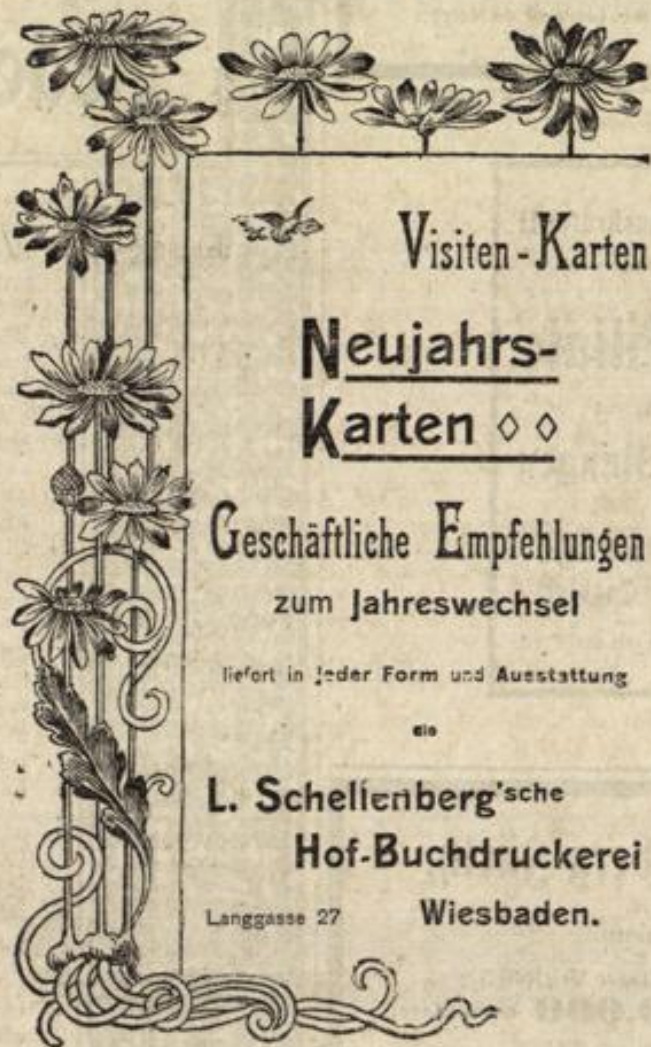 Visiten-Karten
Neujahrs-
Karten ◇ ◇
Geschäftliche Empfehlungen
zum Jahreswechsel
liefert in jeder Form und Ausstattung
die
L. Schellenberg'sche
Hof-Buchdruckerei
Langgasse 27 Wiesbaden.